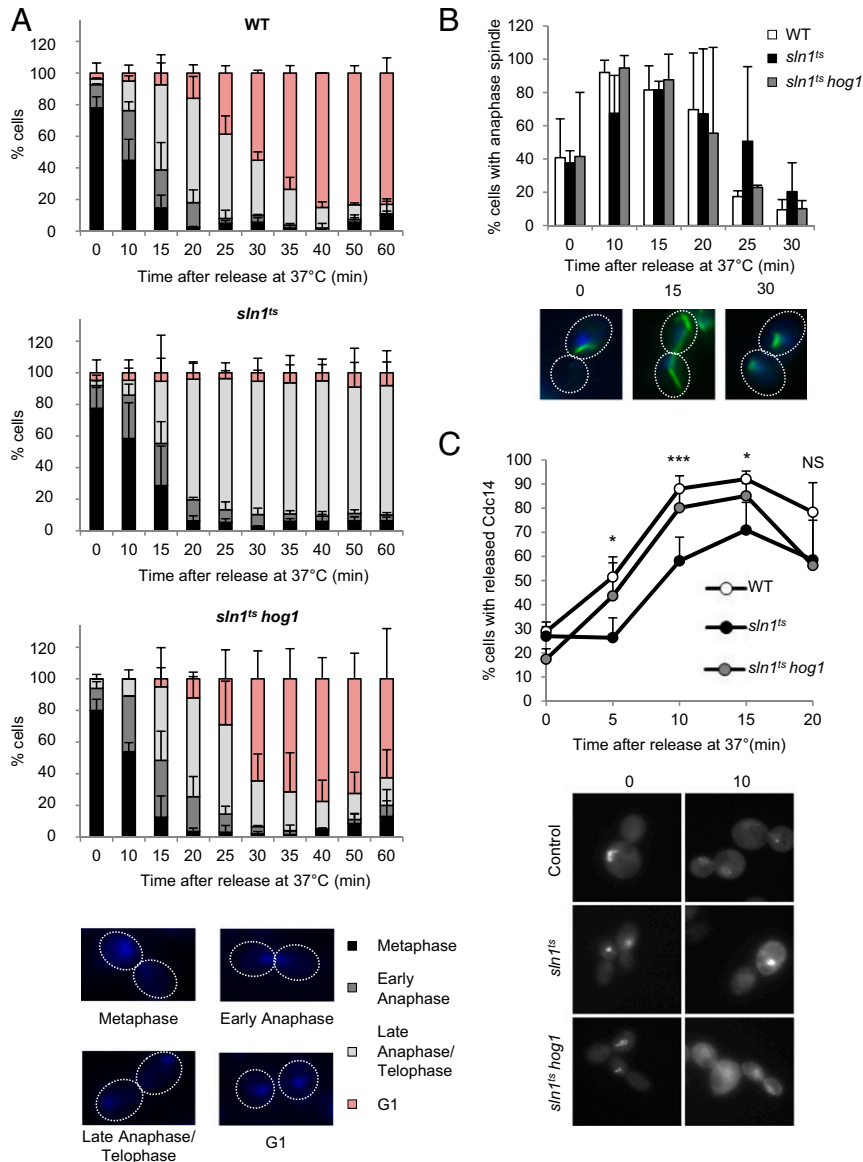 A
WT
120
100
80
60
40
20
0
% cells
0 10 15 20 25 30 35 40 50 60
Time after release at 37°C (min)
sln1ts
120
100
80
60
40
20
0
% cells
0 10 15 20 25 30 35 40 50 60
Time after release at 37°C (min)
sln1ts hog1
120
100
80
60
40
20
0
% cells
0 10 15 20 25 30 35 40 50 60
Time after release at 37°C (min)
Metaphase
Early Anaphase
Late Anaphase/
Telophase
G1
Metaphase
Early
Anaphase
Late
Anaphase/
Telophase
G1
B
WT
sln1ts
sln1ts hog1
120
100
80
60
40
20
0
% cells with anaphase spindle
0 10 15 20 25 30
Time after release at 37°C (min)
0 15 30
C
*** * NS
*
100
90
80
70
60
50
40
30
20
10
0
% cells with released Cdc14
WT
sln1ts
sln1ts hog1
0 5 10 15 20
Time after release at 37°(min)
0 10
Control
sln1ts
sln1ts hog1